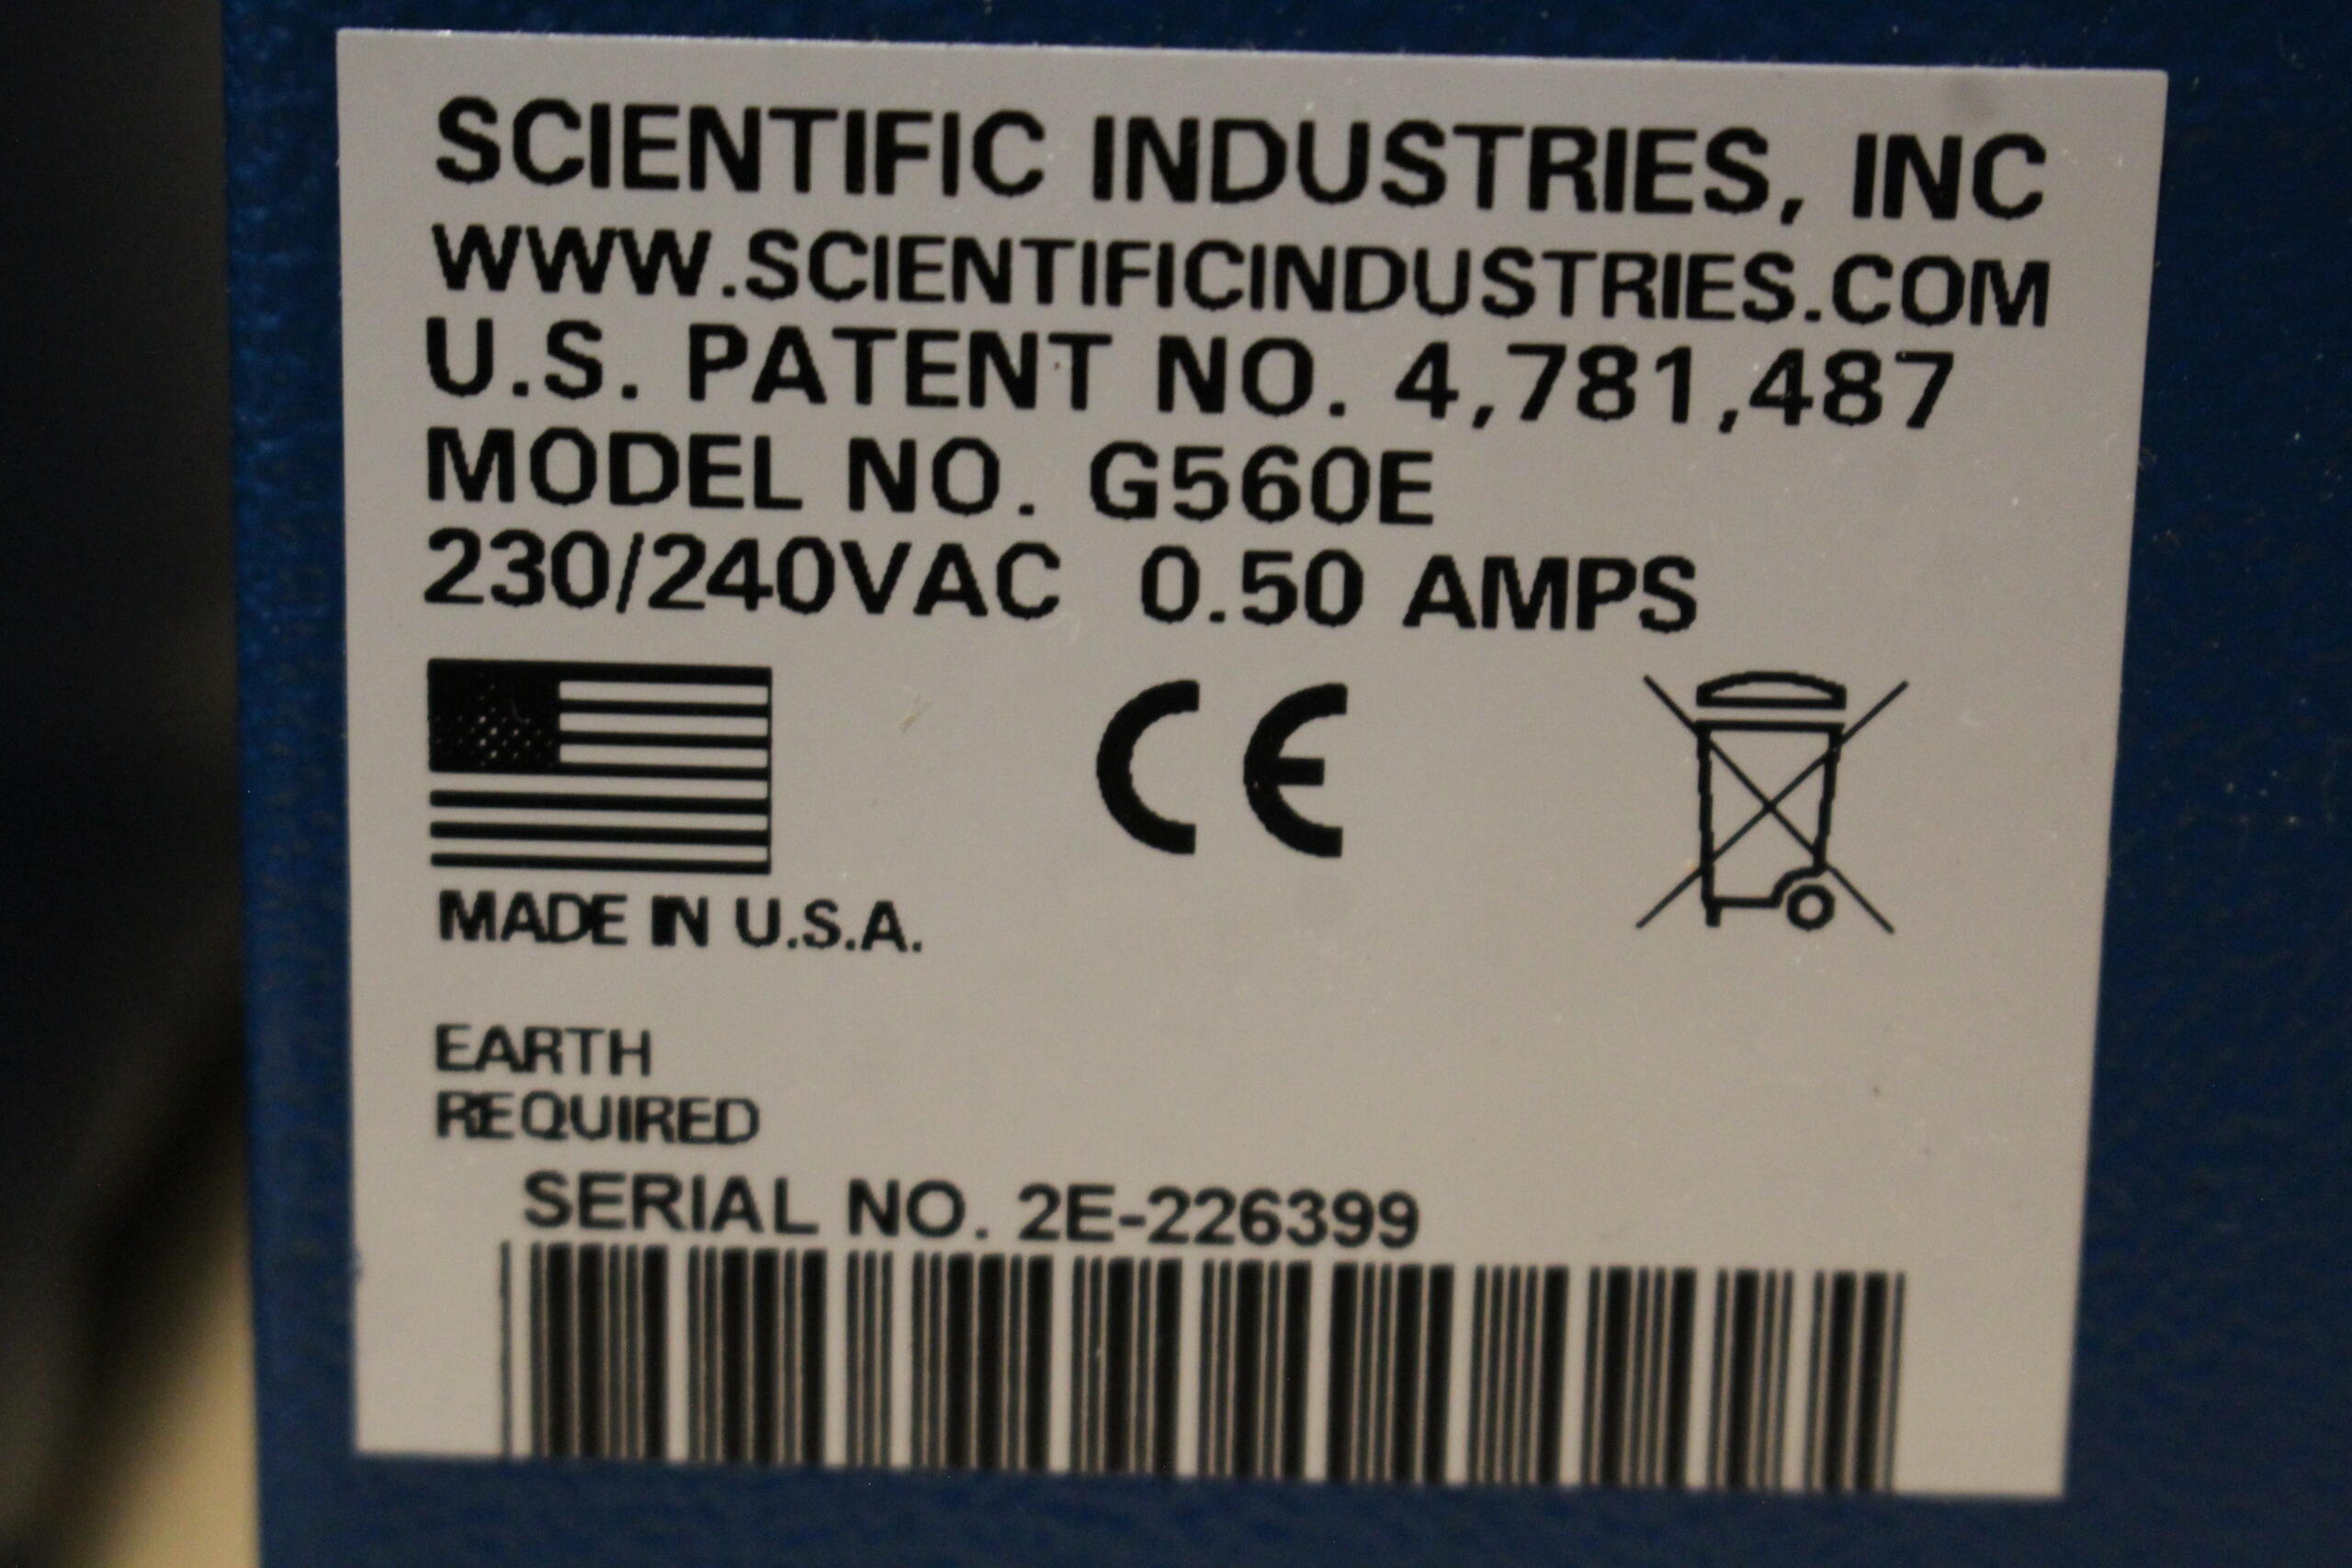 SCIENTIFIC INDUSTRIES, INC
WWW.SCIENTIFICINDUSTRIES.COM
U.S. PATENT NO. 4,781,487
MODEL NO. G560E
230/240VAC 0.50 AMPS
CE
MADE IN U.S.A.
EARTH
REQUIRED
SERIAL NO. 2E-226399